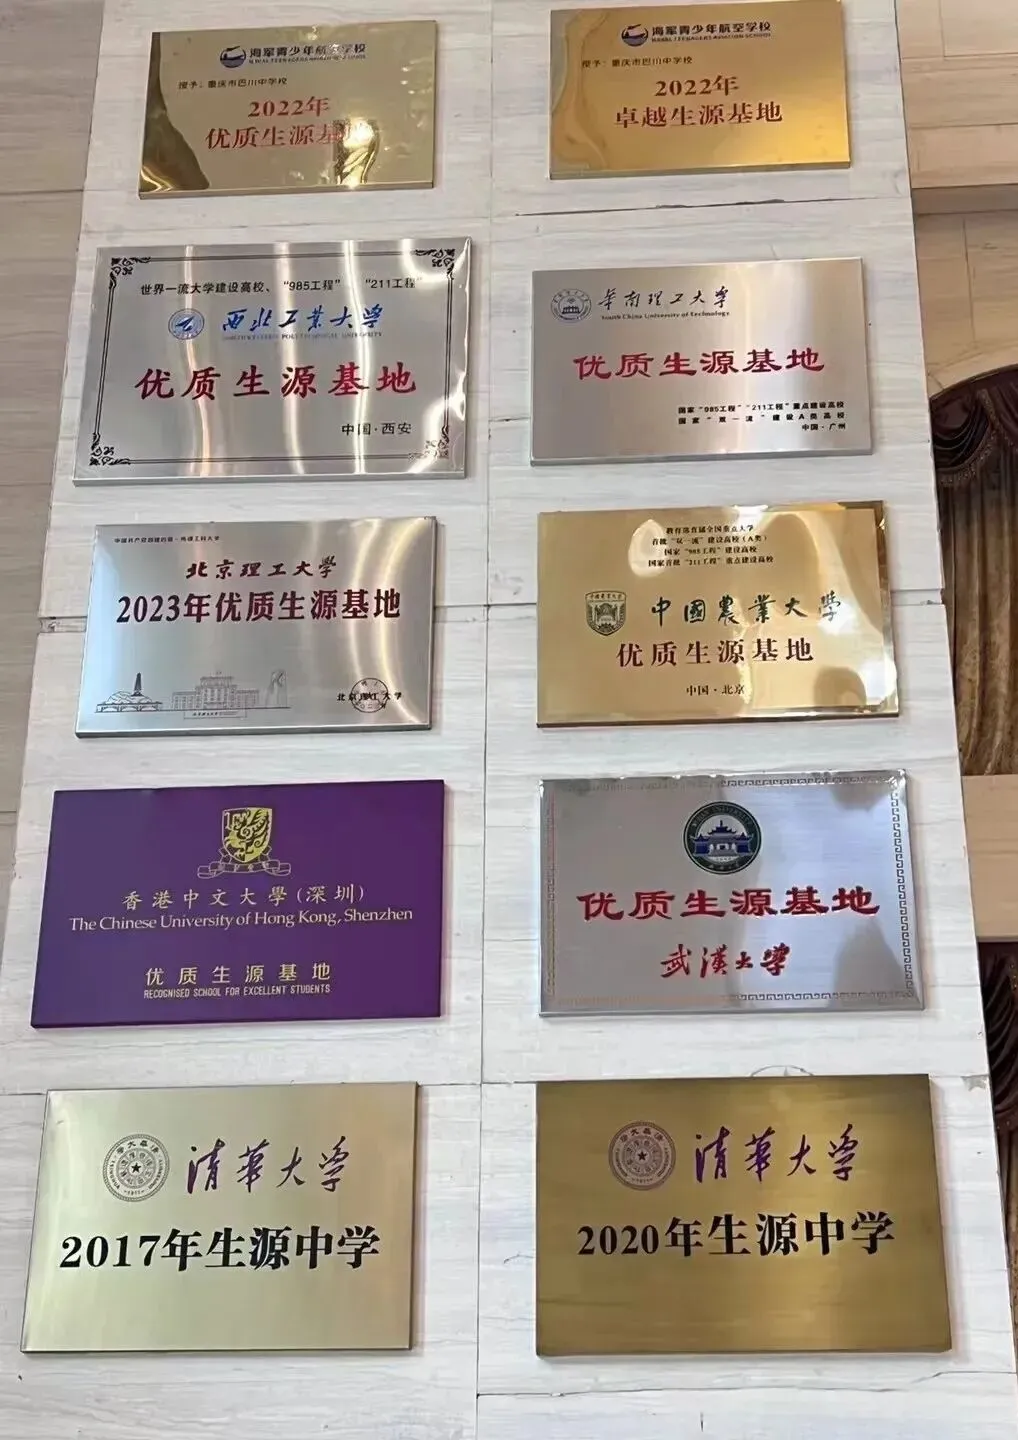 海军青少年航空学校
NAVAL TEENAGERS AVIATION SCHOOL
授予：重庆市巴川中学校
2022年
优质生源基地
海军青少年航空学校
NAVAL TEENAGERS AVIATION SCHOOL
授予：重庆市巴川中学校
2022年
卓越生源基地
世界一流大学建设高校、“985工程”、“211工程”
西北工业大学
NORTHWESTERN POLYTECHNICAL UNIVERSITY
优质生源基地
中国·西安
华南理工大学
South China University of Technology
优质生源基地
国家“985工程”“211工程”重点建设高校
国家“双一流”建设A类高校
中国·广州
北京理工大学
2023年优质生源基地
北京理工大学
教育部直属全国重点大学
首批“双一流”建设高校（A类）
国家“985工程”建设高校
国家首批“211工程”重点建设高校
中國農業大學
优质生源基地
中国·北京
香港中文大學（深圳）
The Chinese University of Hong Kong, Shenzhen
优质生源基地
RECOGNISED SCHOOL FOR EXCELLENT STUDENTS
优质生源基地
武漢大学
清華大学
2017年生源中学
清華大学
2020年生源中学